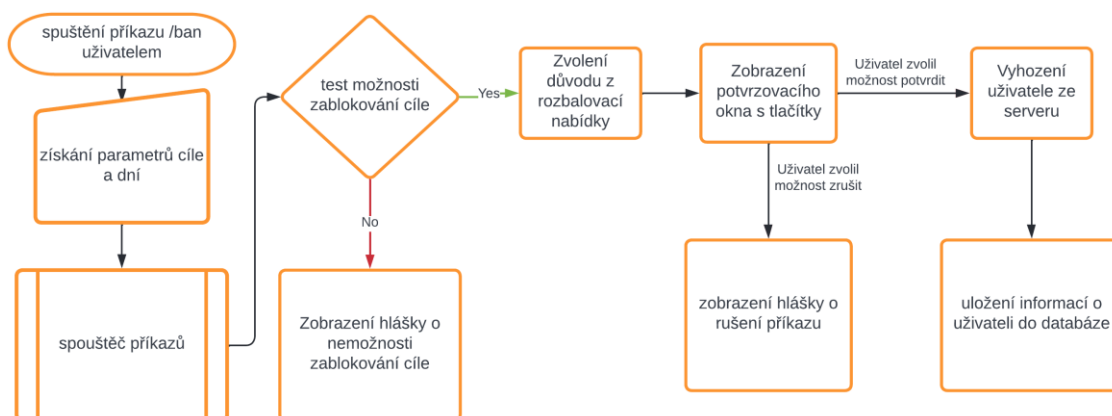 spuštění příkazu /ban
uživatelem
získání parametrů cíle
a dní
spouštěč příkazů
test možnosti
zablokování cíle
Yes
No
Zobrazení hlášky o
nemožnosti
zablokování cíle
Zvolení
důvodu z
rozbalovací
nabídky
Zobrazení
potvrzovacího
okna s tlačítky
Uživatel zvolil
možnost potvrdit
Uživatel zvolil
možnost zrušit
zobrazení hlášky o
rušení příkazu
Vyhození
uživatele ze
serveru
uložení informací o
uživateli do databáze